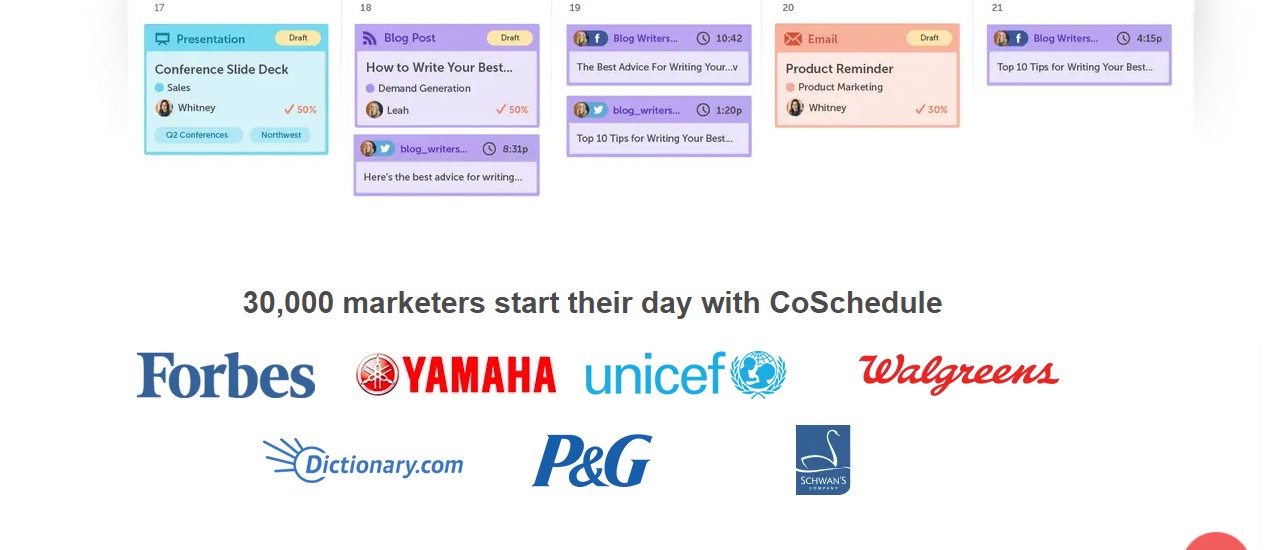 17
18
19
20
21
Presentation
Draft
Conference Slide Deck
Sales
Whitney
50%
Q2 Conferences
Northwest
Blog Post
Draft
How to Write Your Best...
Demand Generation
Leah
50%
blog_writers...
8:31p
Here's the best advice for writing...
Blog Writers...
10:42
The Best Advice For Writing Your...v
blog_writers...
1:20p
Top 10 Tips for Writing Your Best...
Email
Draft
Product Reminder
Product Marketing
Whitney
30%
Blog Writers...
4:15p
Top 10 Tips for Writing Your Best...
30,000 marketers start their day with CoSchedule
Forbes
YAMAHA
unicef
Walgreens
Dictionary.com
P&G
SCHWAN'S
COMPANY